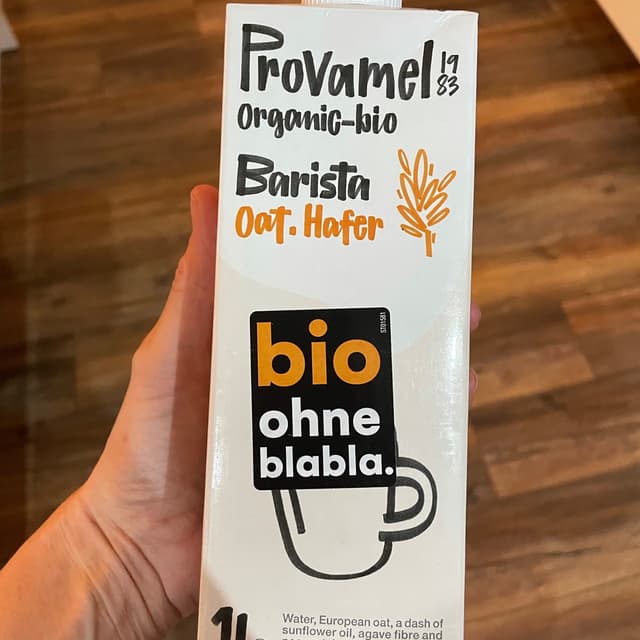 Provamel 19
83
Organic-bio
Barista
Oat. Hafer
ST01581
bio
ohne
blabla.
1L
Water, European oat, a dash of
sunflower oil, agave fibre and